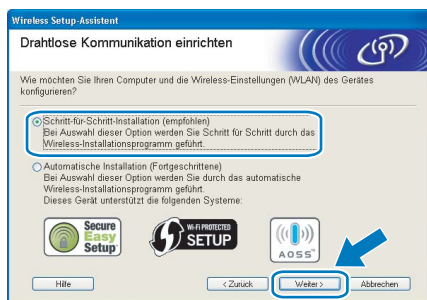 Wireless Setup-Assistent
Drahtlose Kommunikation einrichten
Wie möchten Sie Ihren Computer und die Wireless-Einstellungen (WLAN) des Gerätes
konfigurieren?
Schritt-für-Schritt-Installation (empfohlen)
Bei Auswahl dieser Option werden Sie Schritt für Schritt durch das
Wireless-Installationsprogramm geführt.
Automatische Installation (Fortgeschrittene)
Bei Auswahl dieser Option werden Sie durch das automatische
Wireless-Installationsprogramm geführt.
Dieses Gerät unterstützt die folgenden Systeme:
Secure
Easy
Setup
WI-FI PROTECTED
SETUP
AOSS
Hilfe
< Zurück
Weiter >
Abbrechen